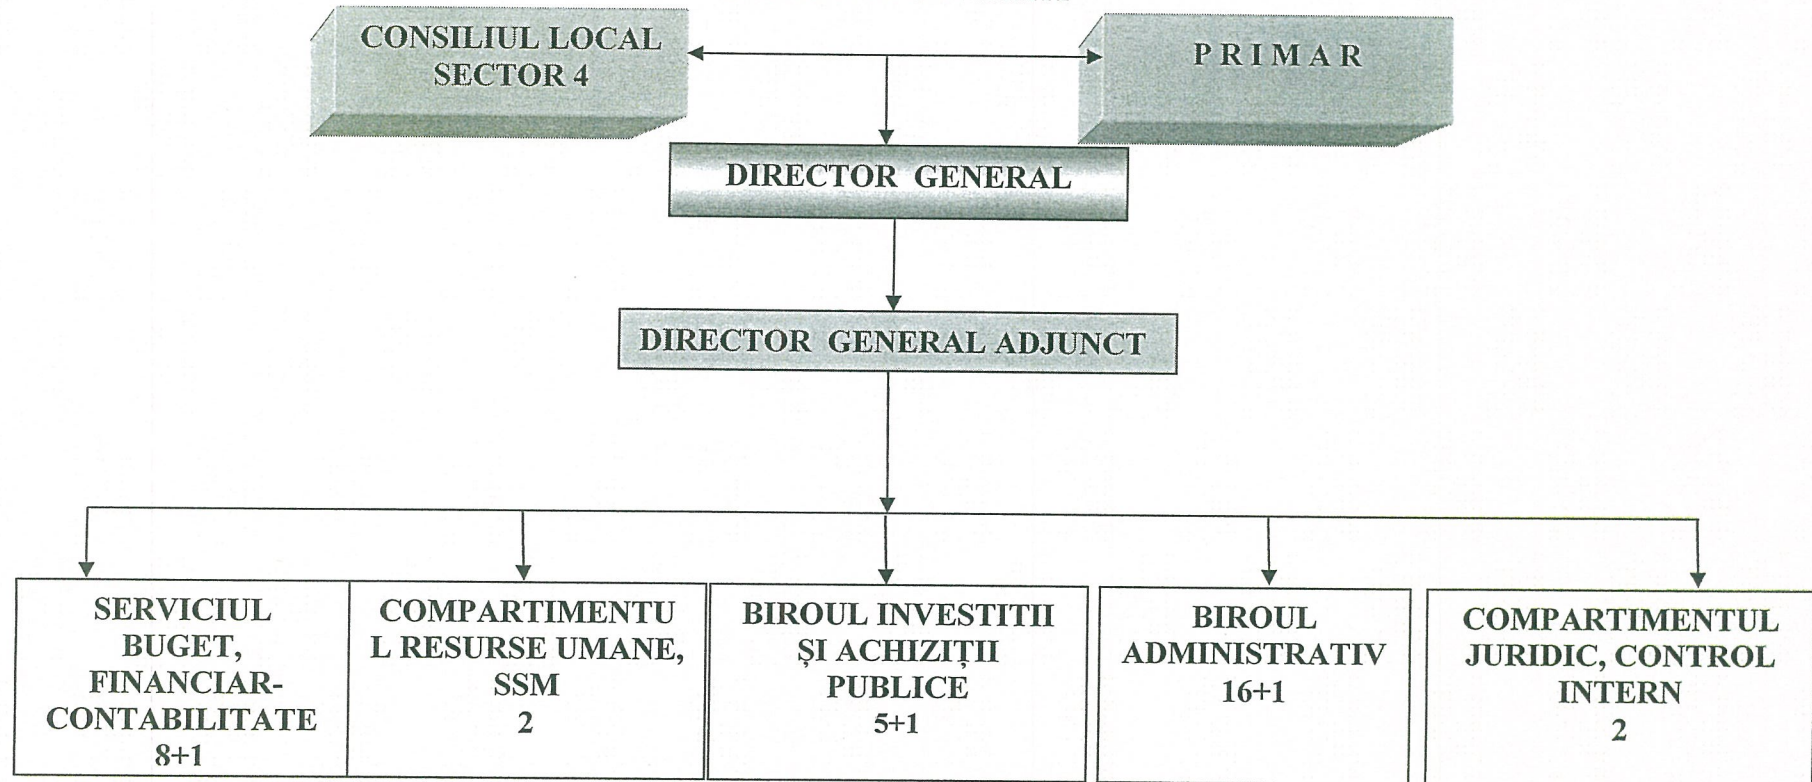 CONSILIUL LOCAL
SECTOR 4
P R I M A R
DIRECTOR GENERAL
DIRECTOR GENERAL ADJUNCT
SERVICIUL
BUGET,
FINANCIAR-
CONTABILITATE
8+1
COMPARTIMENTU
L RESURSE UMANE,
SSM
2
BIROUL INVESTITII
ȘI ACHIZIȚII
PUBLICE
5+1
BIROUL
ADMINISTRATIV
16+1
COMPARTIMENTUL
JURIDIC, CONTROL
INTERN
2